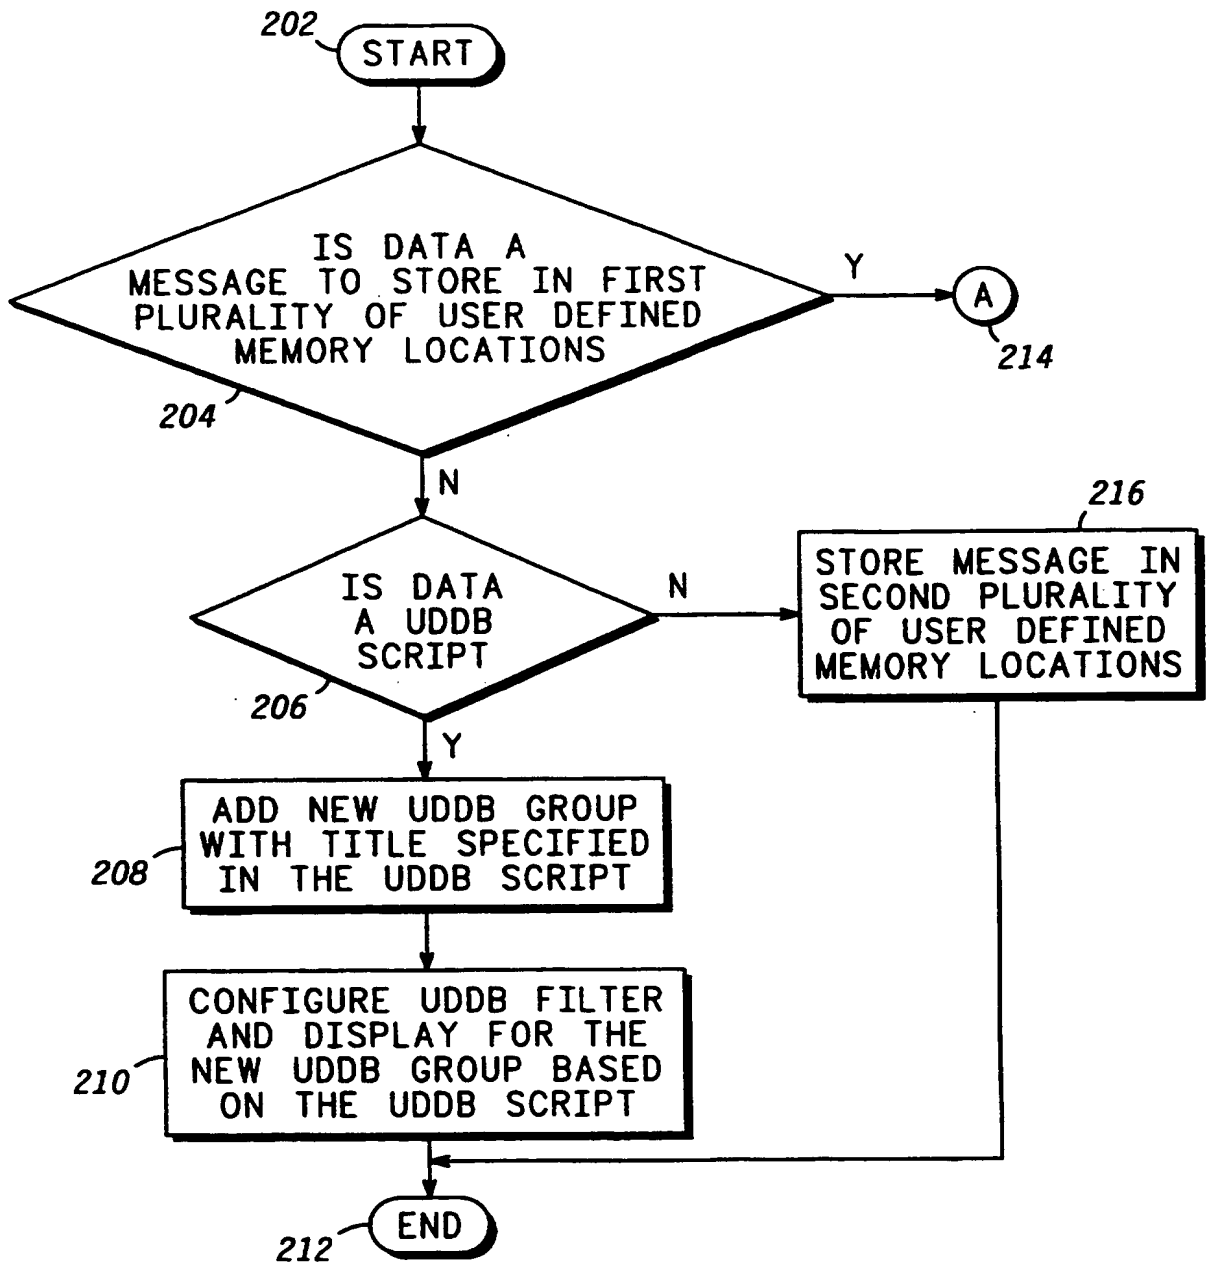 202
START
IS DATA A
MESSAGE TO STORE IN FIRST
PLURALITY OF USER DEFINED
MEMORY LOCATIONS
Y
A
214
204
N
216
IS DATA
A UDDB
SCRIPT
N
STORE MESSAGE IN
SECOND PLURALITY
OF USER DEFINED
MEMORY LOCATIONS
206
Y
ADD NEW UDDB GROUP
WITH TITLE SPECIFIED
IN THE UDDB SCRIPT
208
CONFIGURE UDDB FILTER
AND DISPLAY FOR THE
NEW UDDB GROUP BASED
ON THE UDDB SCRIPT
210
END
212